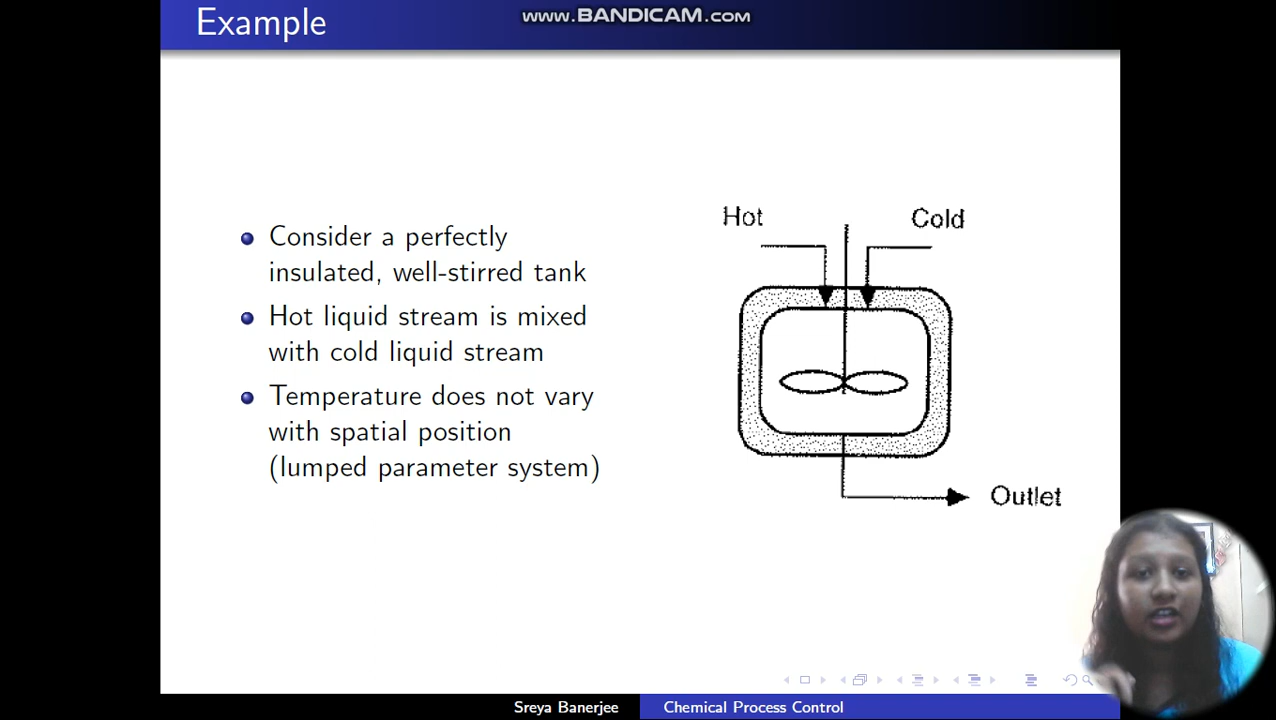 Example
www.BANDICAM.com
Consider a perfectly
insulated, well-stirred tank
Hot liquid stream is mixed
with cold liquid stream
Temperature does not vary
with spatial position
(lumped parameter system)
Hot
Cold
Outlet
Sreya Banerjee
Chemical Process Control